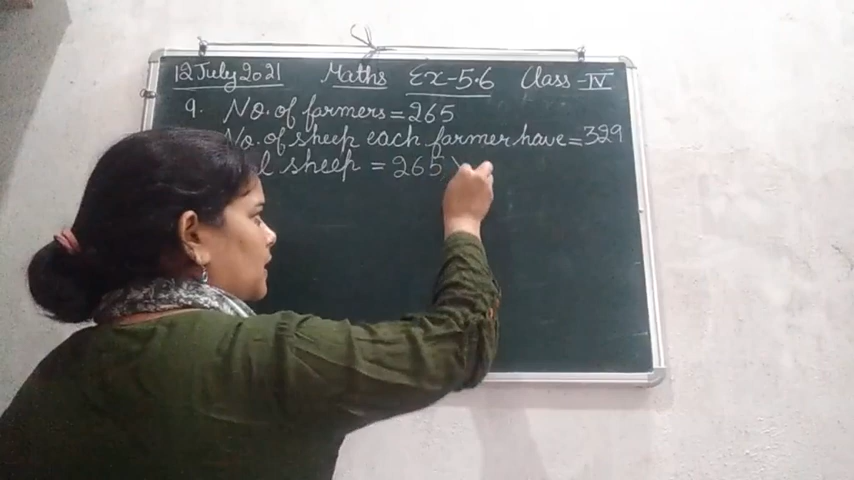 12 July 2021 Maths Ex-5.6 Class-IV
9. No. of farmers = 265
No. of sheep each farmer have = 329
sheep = 265